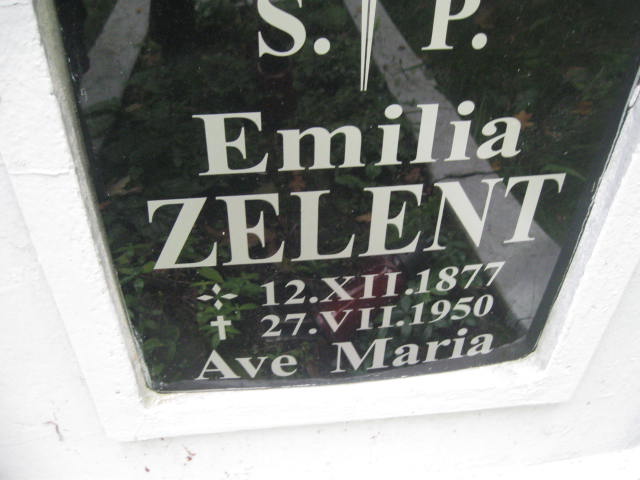 S. P.
Emilia
ZELENT
12.XII.1877
27.VII.1950
Ave Maria